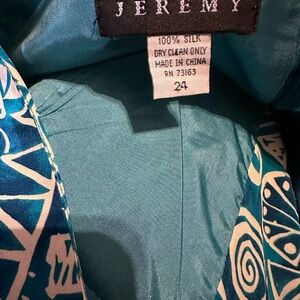 JEREMY
100% SILK
DRY CLEAN ONLY
MADE IN CHINA
RN 73163
24